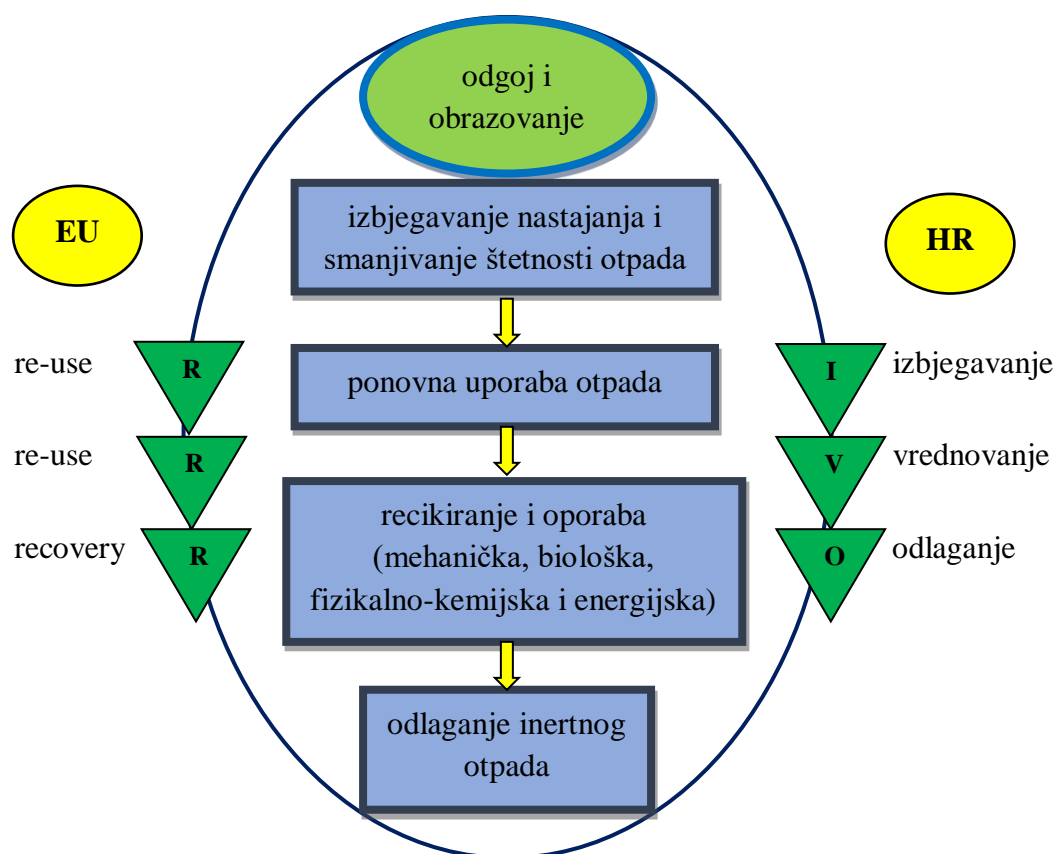 odgoj i
obrazovanje
EU
HR
izbjegavanje nastajanja i
smanjivanje štetnosti otpada
re-use
R
ponovna uporaba otpada
I
izbjegavanje
re-use
R
V
vrednovanje
recikiranje i oporaba
(mehanička, biološka,
fizikalno-kemijska i energijska)
recovery
R
O
odlaganje
odlaganje inertnog
otpada